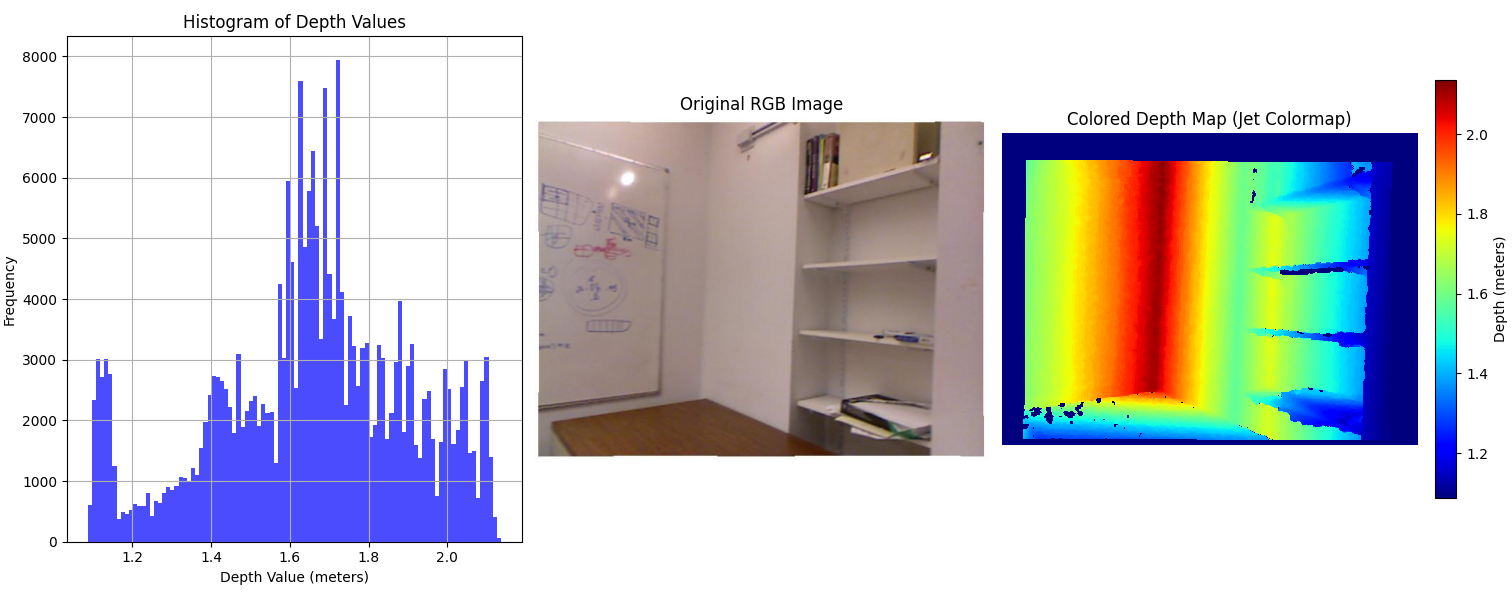 Histogram of Depth Values
8000
7000
6000
5000
4000
3000
2000
1000
0
Frequency
1.2 1.4 1.6 1.8 2.0
Depth Value (meters)
Original RGB Image
Colored Depth Map (Jet Colormap)
2.0
1.8
1.6
1.4
1.2
Depth (meters)